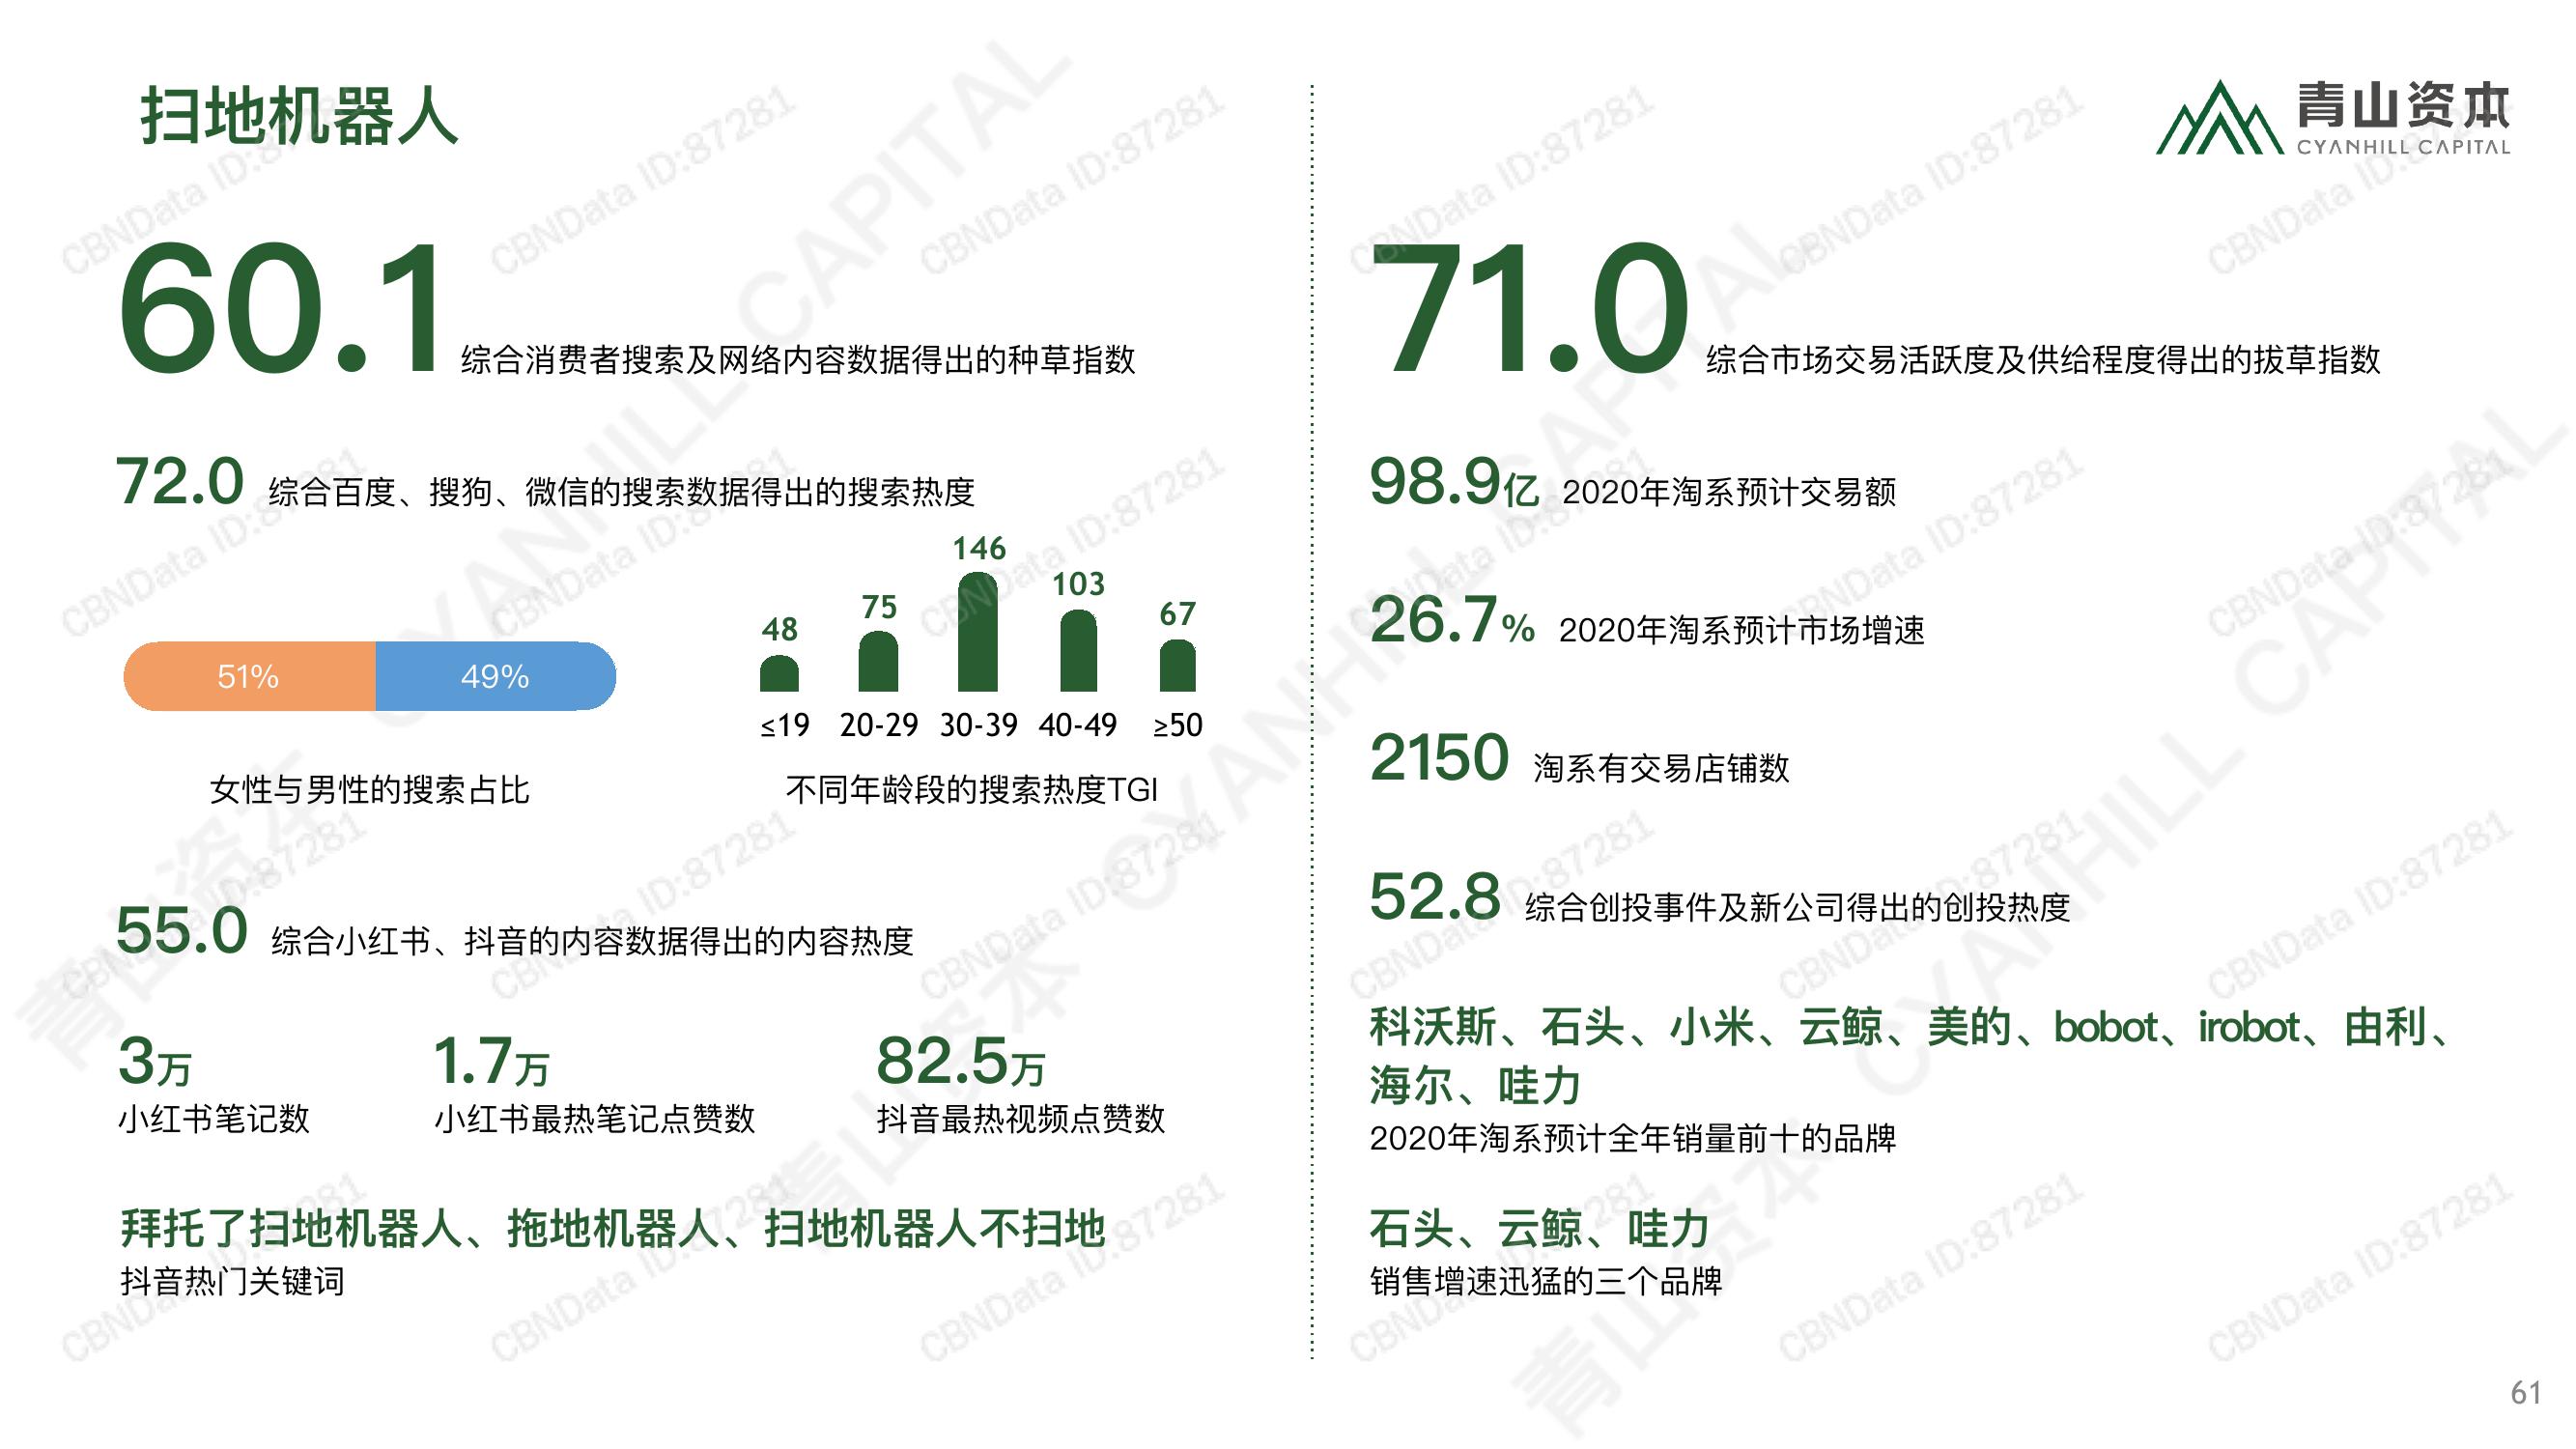 扫地机器人
青山资本
CYANHILL CAPITAL
60.1 综合消费者搜索及网络内容数据得出的种草指数
72.0 综合百度、搜狗、微信的搜索数据得出的搜索热度
51% 49%
女性与男性的搜索占比
48 75 146 103 67
≤19 20-29 30-39 40-49 ≥50
不同年龄段的搜索热度TGI
55.0 综合小红书、抖音的内容数据得出的内容热度
3万 1.7万 82.5万
小红书笔记数 小红书最热笔记点赞数 抖音最热视频点赞数
拜托了扫地机器人、拖地机器人、扫地机器人不扫地
抖音热门关键词
71.0 综合市场交易活跃度及供给程度得出的拔草指数
98.9亿 2020年淘系预计交易额
26.7% 2020年淘系预计市场增速
2150 淘系有交易店铺数
52.8 综合创投事件及新公司得出的创投热度
科沃斯、石头、小米、云鲸、美的、bobot、irobot、由利、
海尔、哇力
2020年淘系预计全年销量前十的品牌
石头、云鲸、哇力
销售增速迅猛的三个品牌
61
CBNData ID:87281
青山资本 CYANHILL CAPITAL